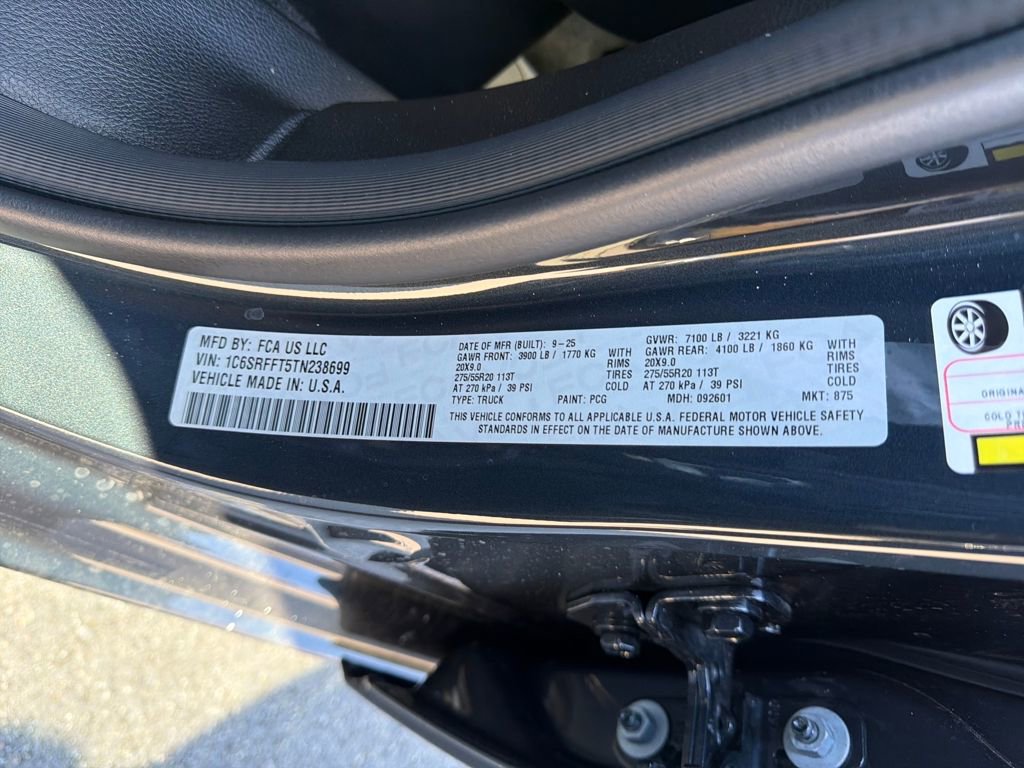 MFD BY: FCA US LLC
VIN: 1C6SRFFT5TN238699
VEHICLE MADE IN U.S.A.
DATE OF MFR (BUILT): 9-25
GAWR FRONT: 3900 LB / 1770 KG WITH
20X9.0 RIMS
275/55R20 113T TIRES
AT 270 kPa / 39 PSI COLD
TYPE: TRUCK PAINT: PCG
GVWR: 7100 LB / 3221 KG
GAWR REAR: 4100 LB / 1860 KG WITH
20X9.0 RIMS
275/55R20 113T TIRES
AT 270 kPa / 39 PSI COLD
MDH: 092601 MKT: 875
THIS VEHICLE CONFORMS TO ALL APPLICABLE U.S.A. FEDERAL MOTOR VEHICLE SAFETY
STANDARDS IN EFFECT ON THE DATE OF MANUFACTURE SHOWN ABOVE.
ORIGINA
COLD